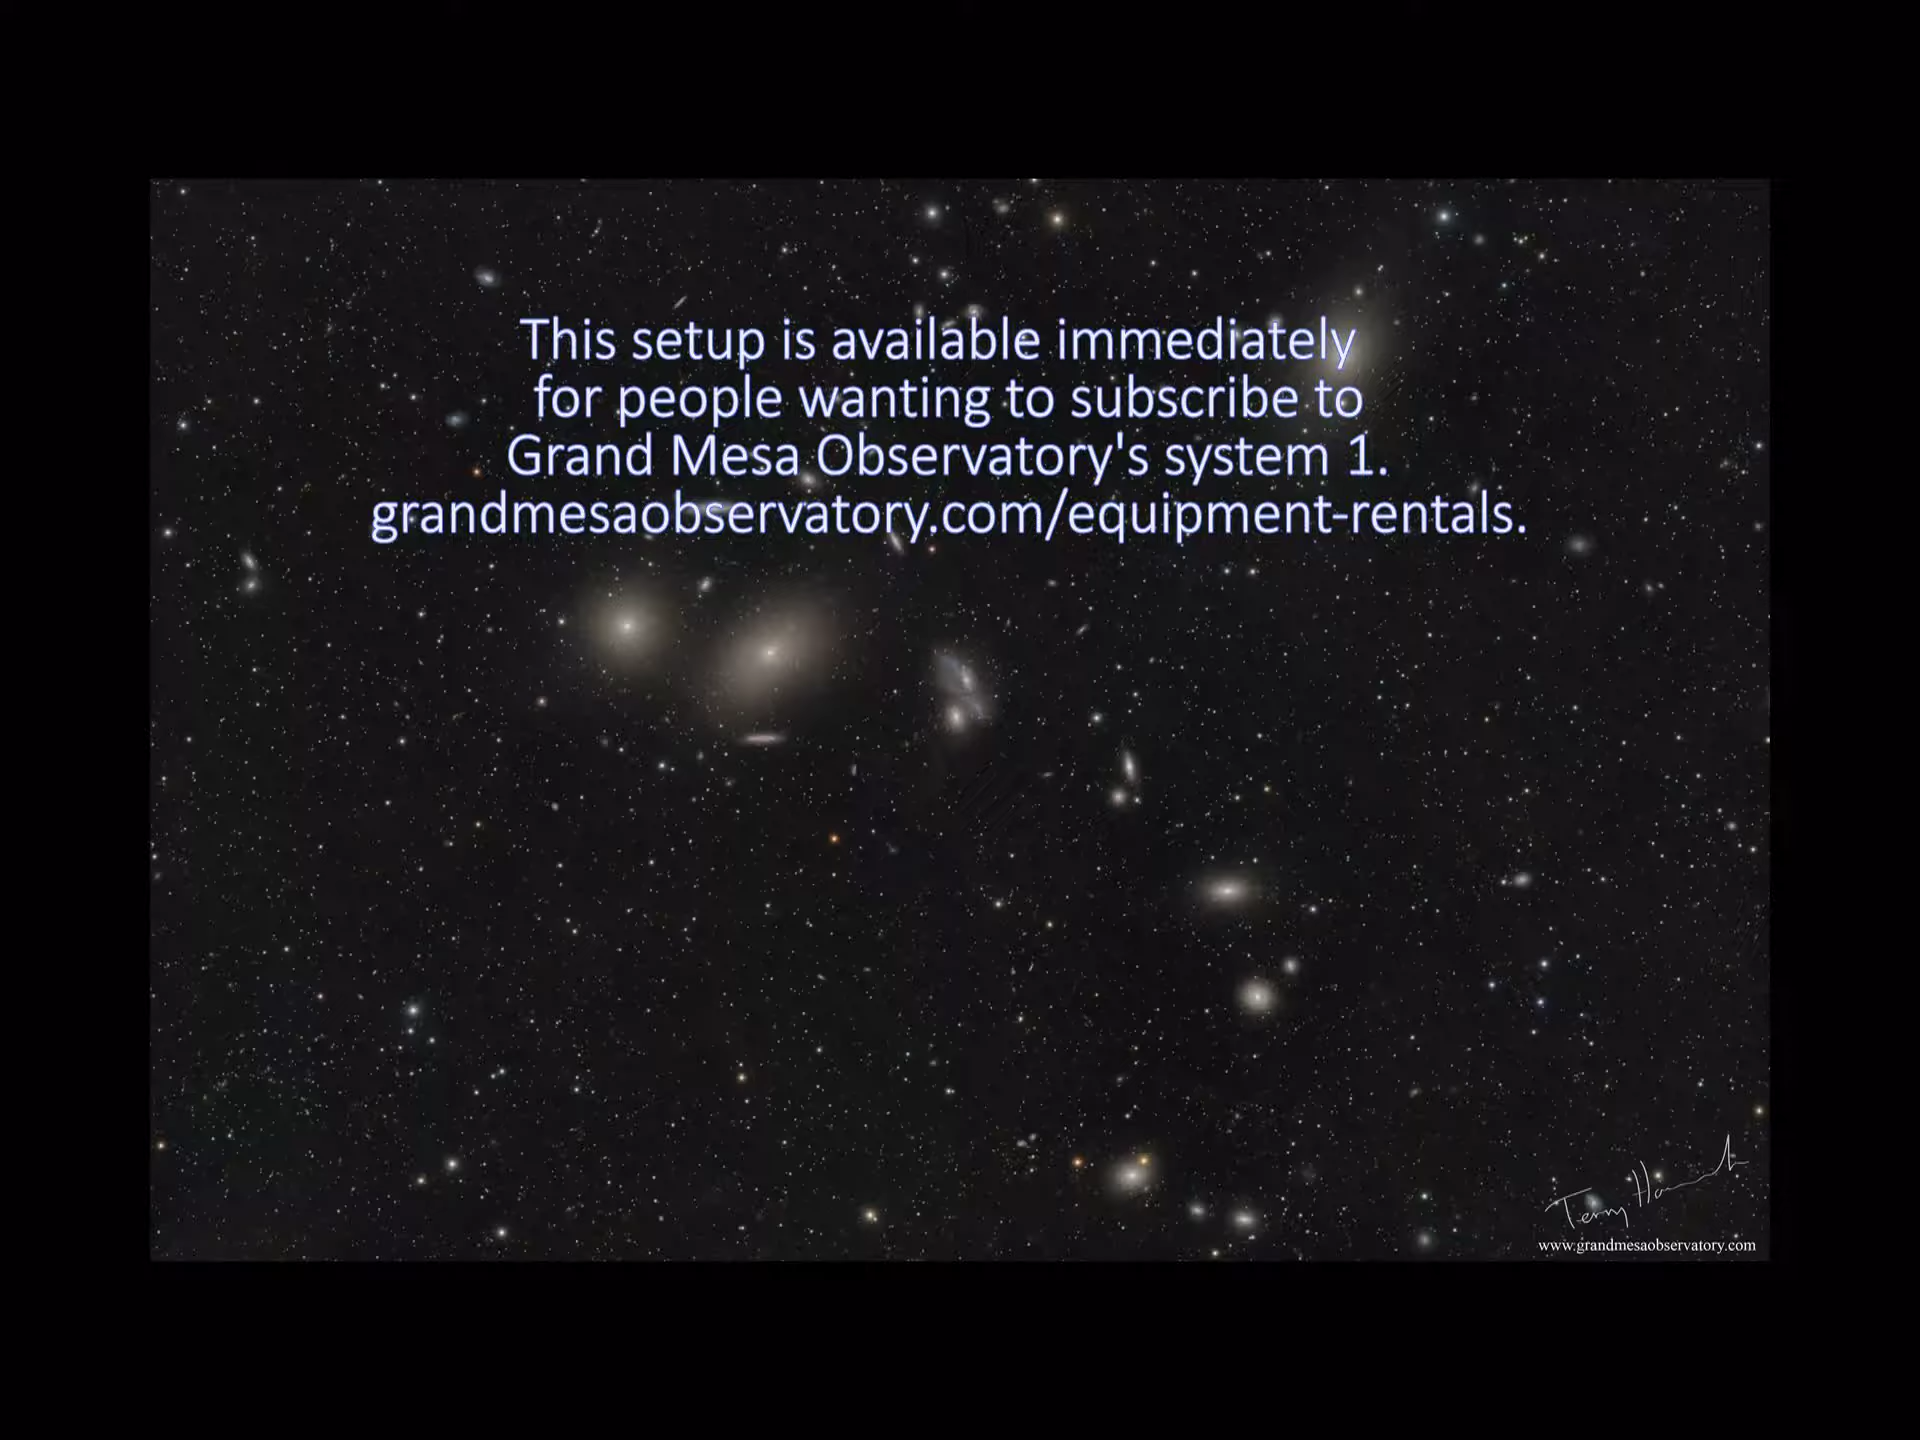 This setup is available immediately
for people wanting to subscribe to
Grand Mesa Observatory's system 1.
grandmesaobservatory.com/equipment-rentals.
Terry
www.grandmesaobservatory.com